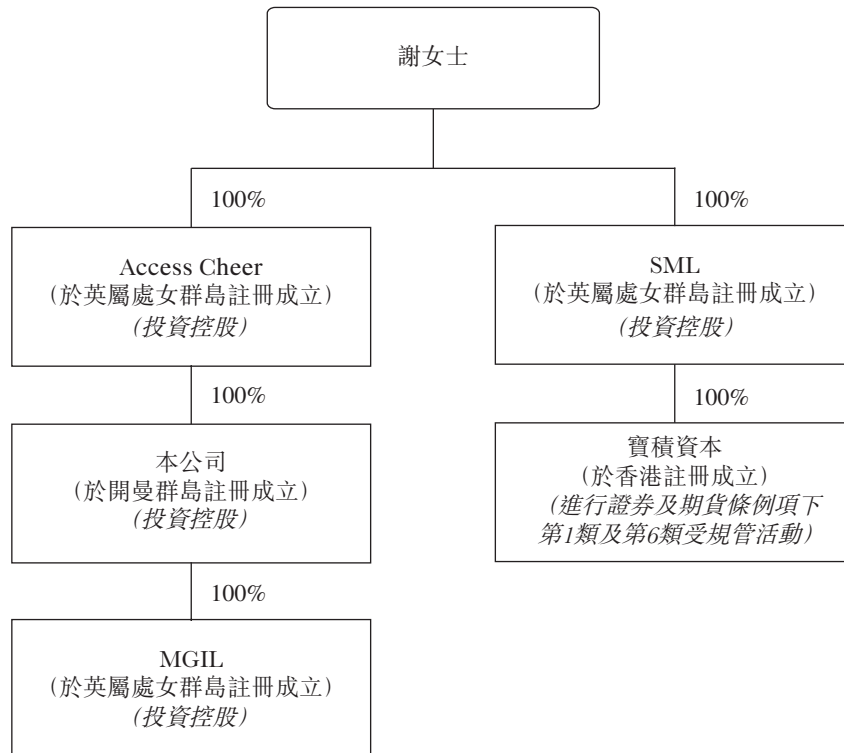 謝女士
100%
100%
Access Cheer
（於英屬處女群島註冊成立）
（投資控股）
SML
（於英屬處女群島註冊成立）
（投資控股）
100%
100%
本公司
（於開曼群島註冊成立）
（投資控股）
寶積資本
（於香港註冊成立）
（進行證券及期貨條例項下
第1類及第6類受規管活動）
100%
MGIL
（於英屬處女群島註冊成立）
（投資控股）